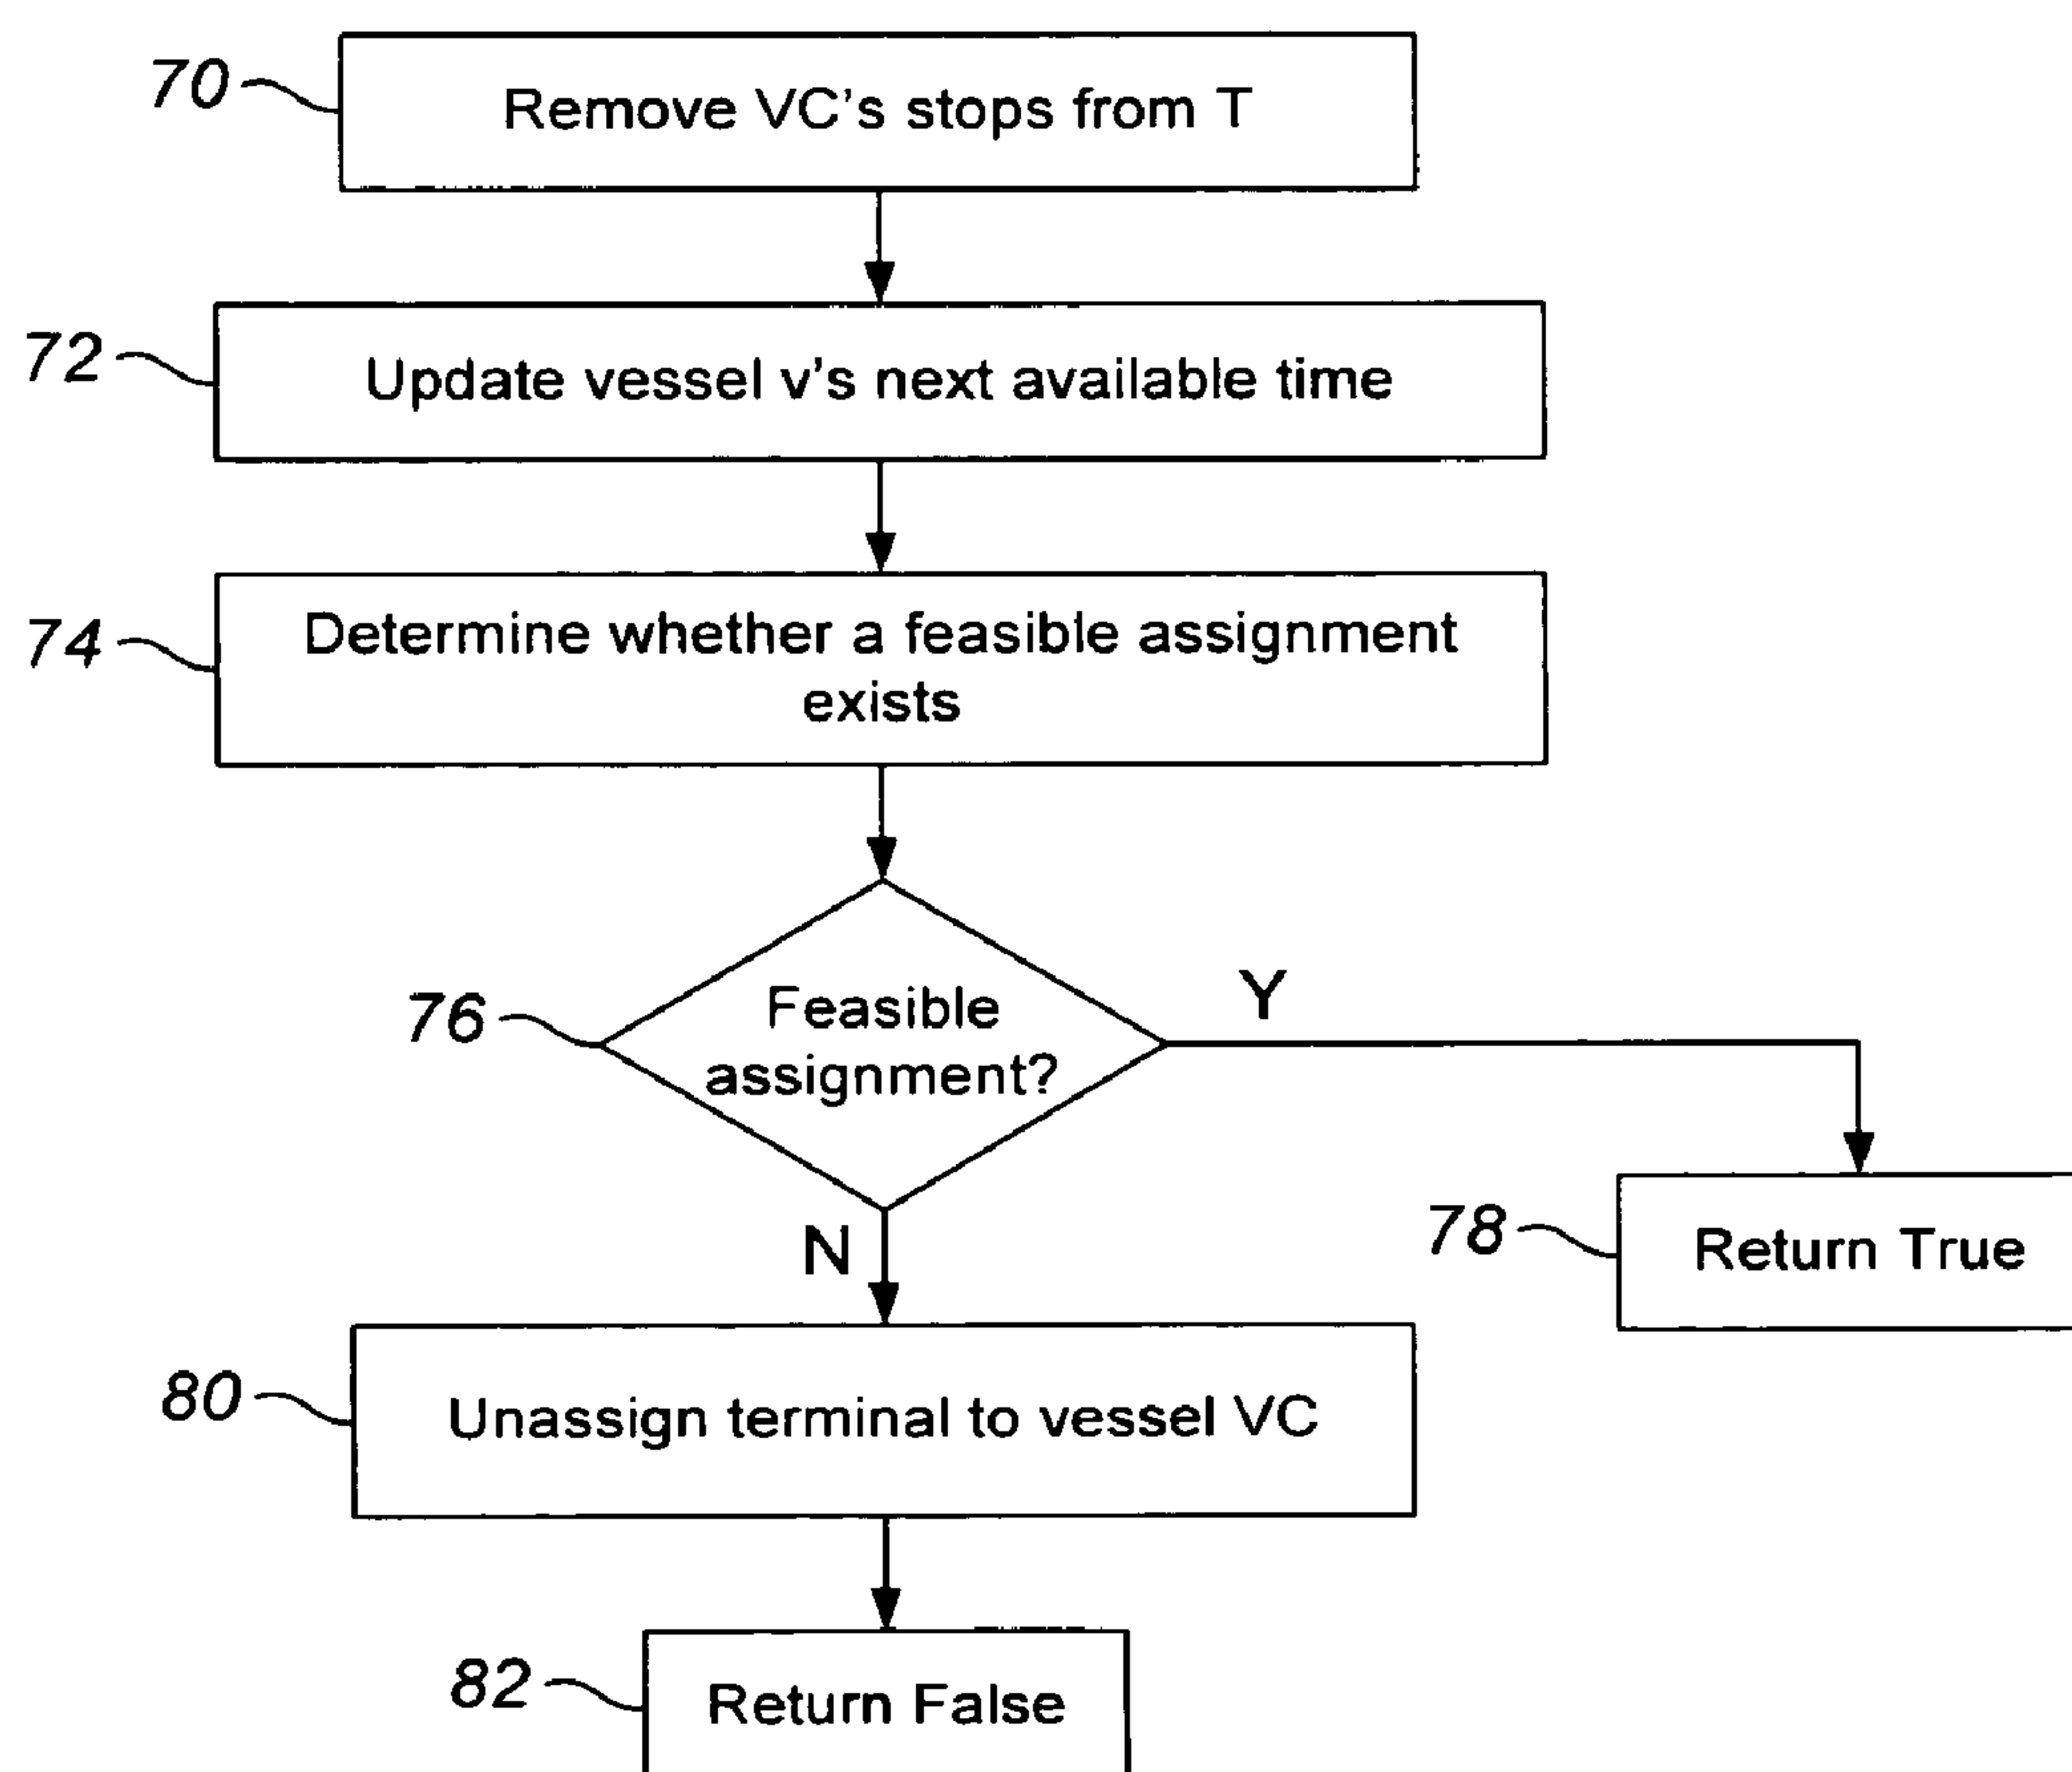 70
Remove VC's stops from T
72
Update vessel v's next available time
74
Determine whether a feasible assignment
exists
76
Feasible
assignment?
Y
78
Return True
N
80
Unassign terminal to vessel VC
82
Return False